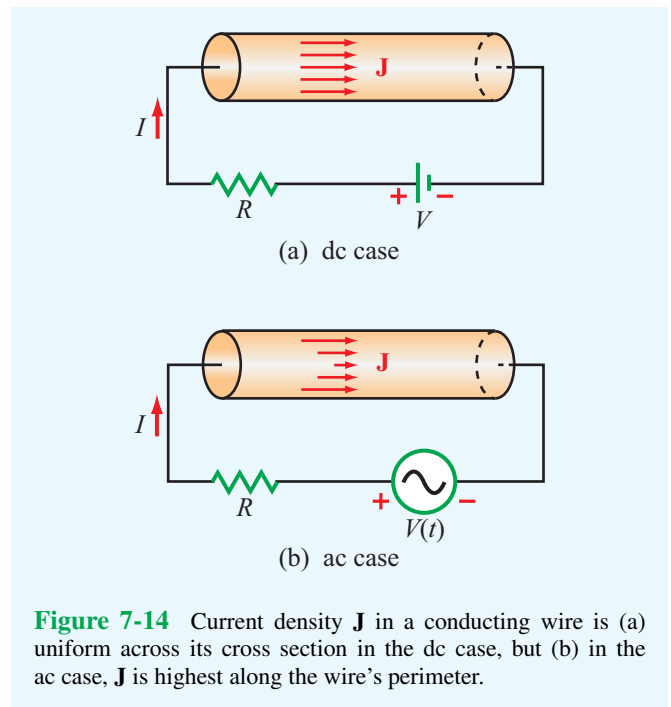 J
I
R
+ −
V
(a) dc case
J
I
R
+ −
V(t)
(b) ac case
Figure 7-14 Current density J in a conducting wire is (a)
uniform across its cross section in the dc case, but (b) in the
ac case, J is highest along the wire's perimeter.